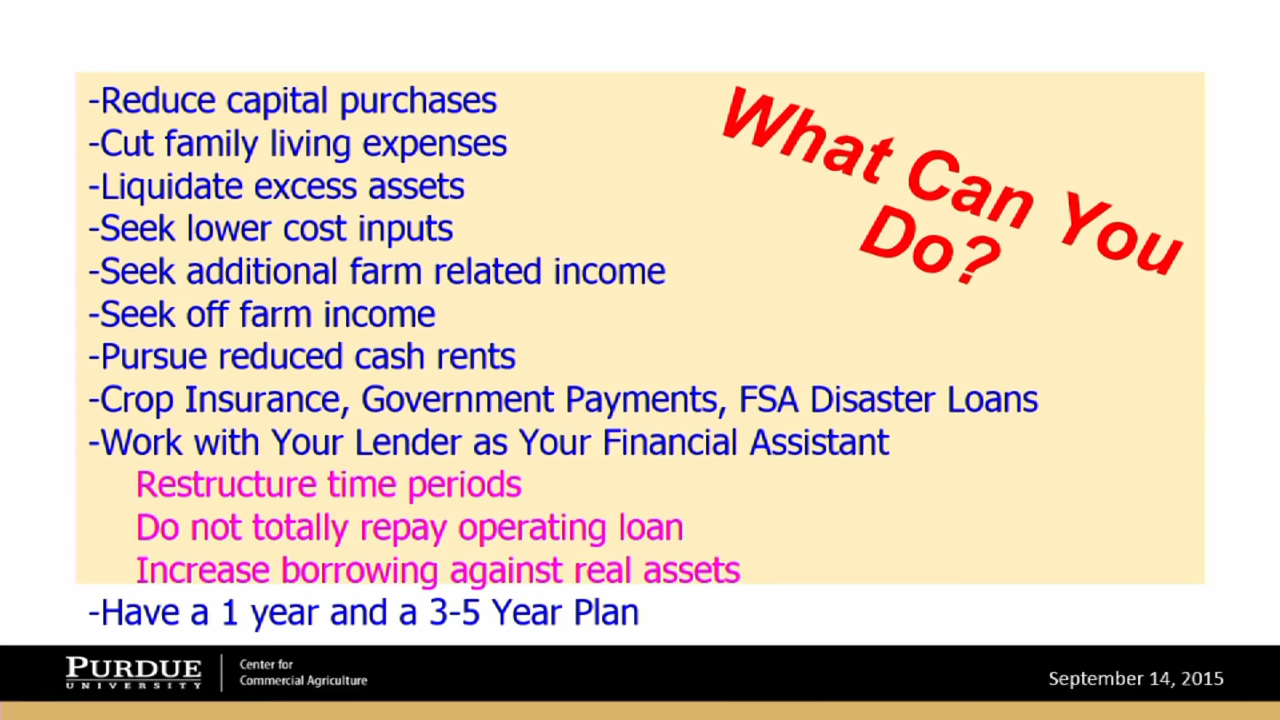 What Can You
Do?
-Reduce capital purchases
-Cut family living expenses
-Liquidate excess assets
-Seek lower cost inputs
-Seek additional farm related income
-Seek off farm income
-Pursue reduced cash rents
-Crop Insurance, Government Payments, FSA Disaster Loans
-Work with Your Lender as Your Financial Assistant
Restructure time periods
Do not totally repay operating loan
Increase borrowing against real assets
-Have a 1 year and a 3-5 Year Plan
PURDUE
UNIVERSITY
Center for
Commercial Agriculture
September 14, 2015